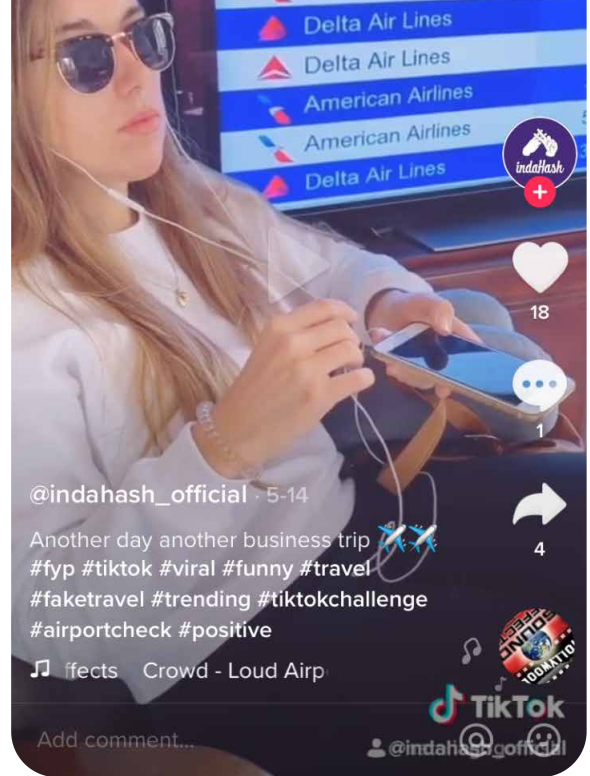 Delta Air Lines
Delta Air Lines
American Airlines
American Airlines
Delta Air Lines
indaHash
18
1
@indahash_official · 5-14
4
Another day another business trip ✈️✈️
#fyp #tiktok #viral #funny #travel
#faketravel #trending #tiktokchallenge
#airportcheck #positive
ffects Crowd - Loud Airp
SOUND
HOLLYWOOD
TikTok
Add comment...
@indahash_official